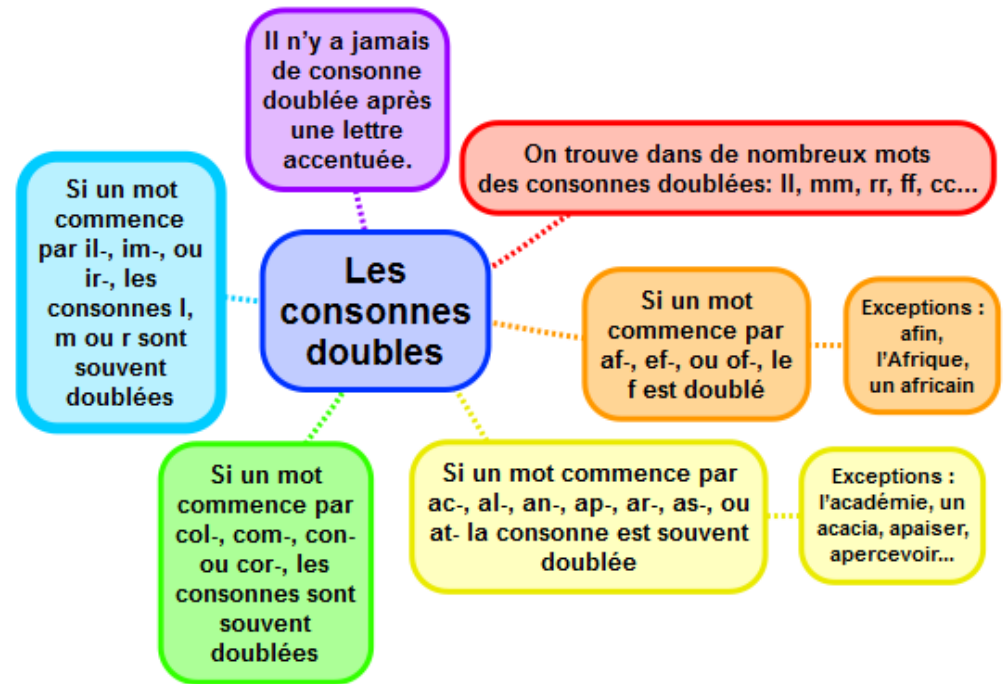 Les
consonnes
doubles
Il n'y a jamais
de consonne
doublée après
une lettre
accentuée.
On trouve dans de nombreux mots
des consonnes doublées: ll, mm, rr, ff, cc...
Si un mot
commence par
af-, ef-, ou of-, le
f est doublé
Exceptions :
afin,
l'Afrique,
un africain
Si un mot commence par
ac-, al-, an-, ap-, ar-, as-, ou
at- la consonne est souvent
doublée
Exceptions :
l'académie, un
acacia, apaiser,
apercevoir...
Si un mot
commence par
col-, com-, con-
ou cor-, les
consonnes sont
souvent
doublées
Si un mot
commence
par il-, im-, ou
ir-, les
consonnes l,
m ou r sont
souvent
doublées